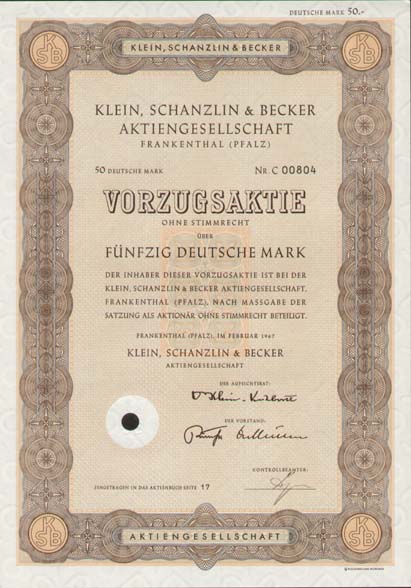 DEUTSCHE MARK 50,-
KSB
KLEIN, SCHANZLIN & BECKER
KSB
KLEIN, SCHANZLIN & BECKER
AKTIENGESELLSCHAFT
FRANKENTHAL (PFALZ)
50 DEUTSCHE MARK
NR. C 00804
VORZUGSAKTIE
OHNE STIMMRECHT
ÜBER
FÜNFZIG DEUTSCHE MARK
DER INHABER DIESER VORZUGSAKTIE IST BEI DER
KLEIN, SCHANZLIN & BECKER AKTIENGESELLSCHAFT,
FRANKENTHAL (PFALZ), NACH MASSGABE DER
SATZUNG ALS AKTIONÄR OHNE STIMMRECHT BETEILIGT.
FRANKENTHAL (PFALZ), IM FEBRUAR 1967
KLEIN, SCHANZLIN & BECKER
AKTIENGESELLSCHAFT
DER AUFSICHTSRAT:
DER VORSTAND:
KONTROLLBEAMTER:
EINGETRAGEN IN DAS AKTIENBUCH SEITE 17
KSB
AKTIENGESELLSCHAFT
KSB